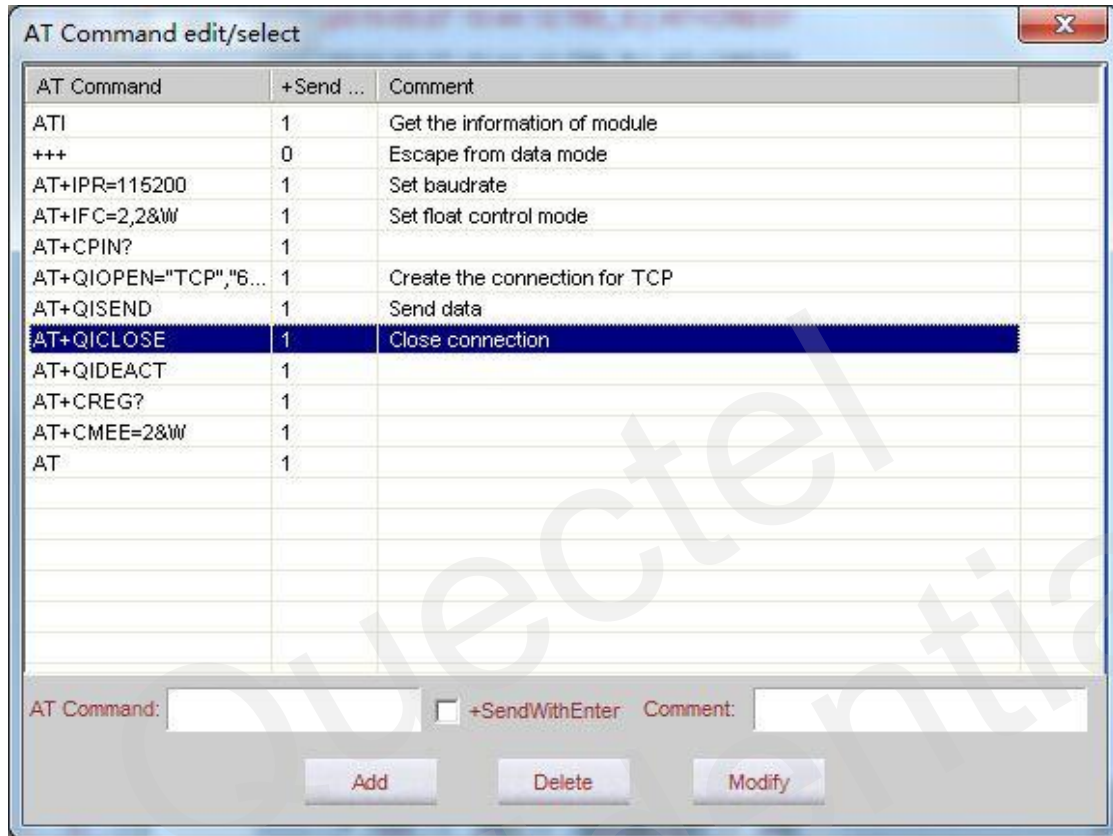 AT Command edit/select
X
AT Command +Send ... Comment
ATI 1 Get the information of module
+++ 0 Escape from data mode
AT+IPR=115200 1 Set baudrate
AT+IFC=2,2&W 1 Set float control mode
AT+CPIN? 1
AT+QIOPEN="TCP","6... 1 Create the connection for TCP
AT+QISEND 1 Send data
AT+QICLOSE 1 Close connection
AT+QIDEACT 1
AT+CREG? 1
AT+CMEE=2&W 1
AT 1
AT Command: +SendWithEnter Comment:
Add Delete Modify
Quectel